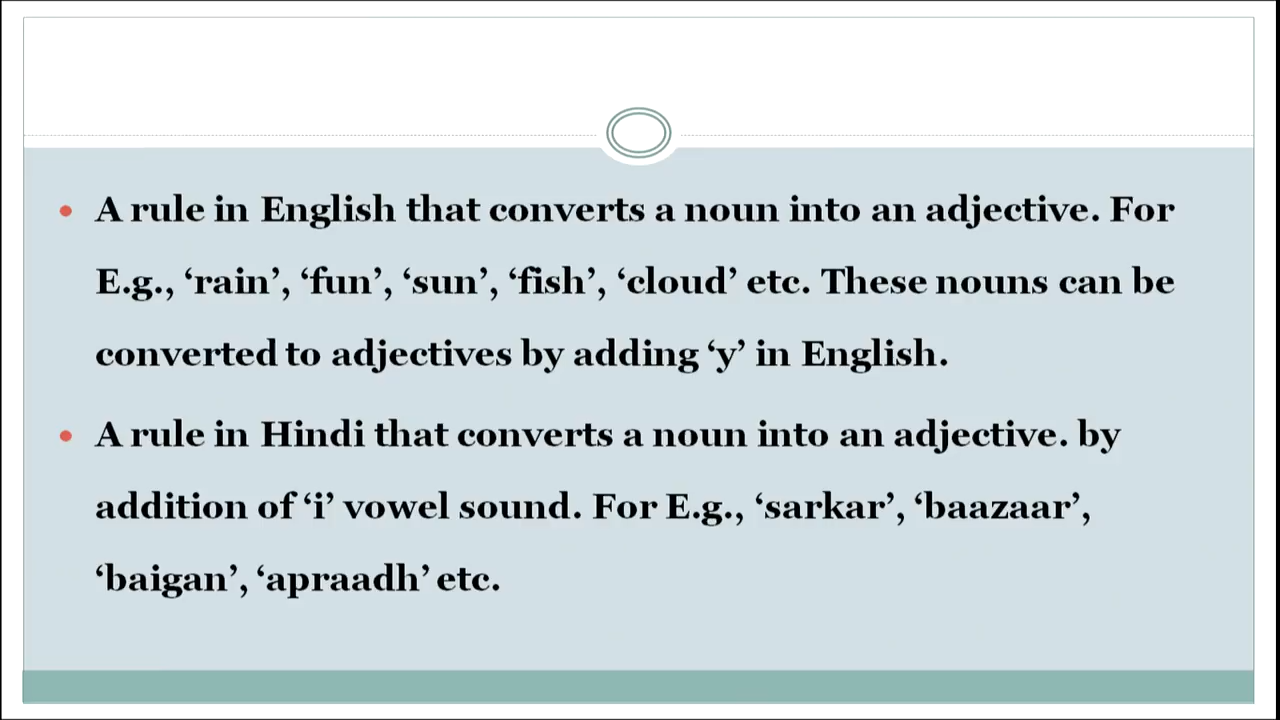 • A rule in English that converts a noun into an adjective. For
E.g., ‘rain’, ‘fun’, ‘sun’, ‘fish’, ‘cloud’ etc. These nouns can be
converted to adjectives by adding ‘y’ in English.
• A rule in Hindi that converts a noun into an adjective. by
addition of ‘i’ vowel sound. For E.g., ‘sarkar’, ‘baazaar’,
‘baigan’, ‘apraadh’ etc.